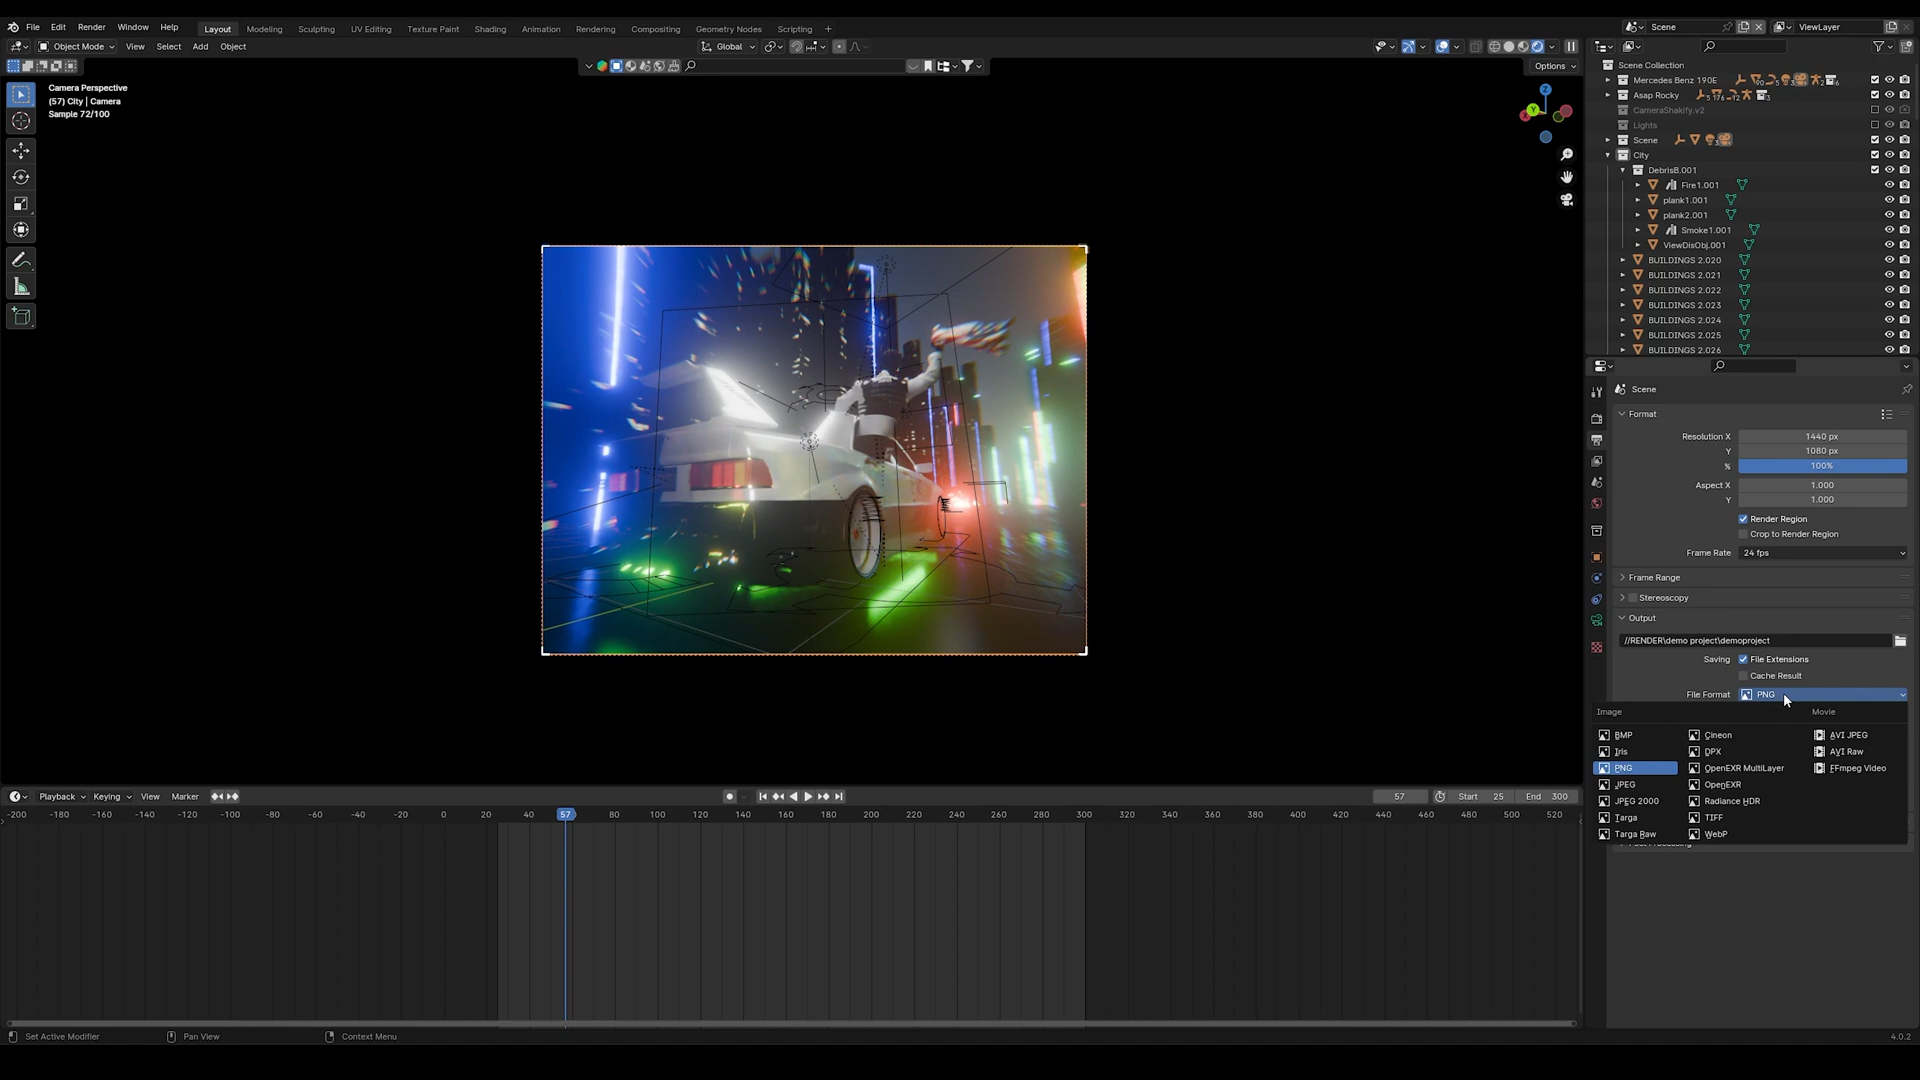 File Edit Render Window Help Layout Modeling Sculpting UV Editing Texture Paint Shading Animation Rendering Compositing Geometry Nodes Scripting + Scene ViewLayer
Object Mode View Select Add Object Global
Options
Camera Perspective
(57) City | Camera
Sample 72/100
Z
Y
X
Scene Collection
Mercedes Benz 190E
Asap Rocky
CameraShakify.v2
Lights
Scene
City
DebrisB.001
Fire1.001
plank1.001
plank2.001
Smoke1.001
ViewDisObj.001
BUILDINGS 2.020
BUILDINGS 2.021
BUILDINGS 2.022
BUILDINGS 2.023
BUILDINGS 2.024
BUILDINGS 2.025
BUILDINGS 2.026
Scene
Format
Resolution X 1440 px
Y 1080 px
% 100%
Aspect X 1.000
Y 1.000
Render Region
Crop to Render Region
Frame Rate 24 fps
Frame Range
Stereoscopy
Output
//RENDER\demo project\demoproject
Saving File Extensions
Cache Result
File Format PNG
Image Movie
BMP Cineon AVI JPEG
Iris DPX AVI Raw
PNG OpenEXR MultiLayer FFmpeg Video
JPEG OpenEXR
JPEG 2000 Radiance HDR
Targa TIFF
Targa Raw WebP
Playback Keying View Marker 57 Start 25 End 300
-200 -180 -160 -140 -120 -100 -80 -60 -40 -20 0 20 40 57 80 100 120 140 160 180 200 220 240 260 280 300 320 340 360 380 400 420 440 460 480 500 520
Set Active Modifier Pan View Context Menu 4.0.2